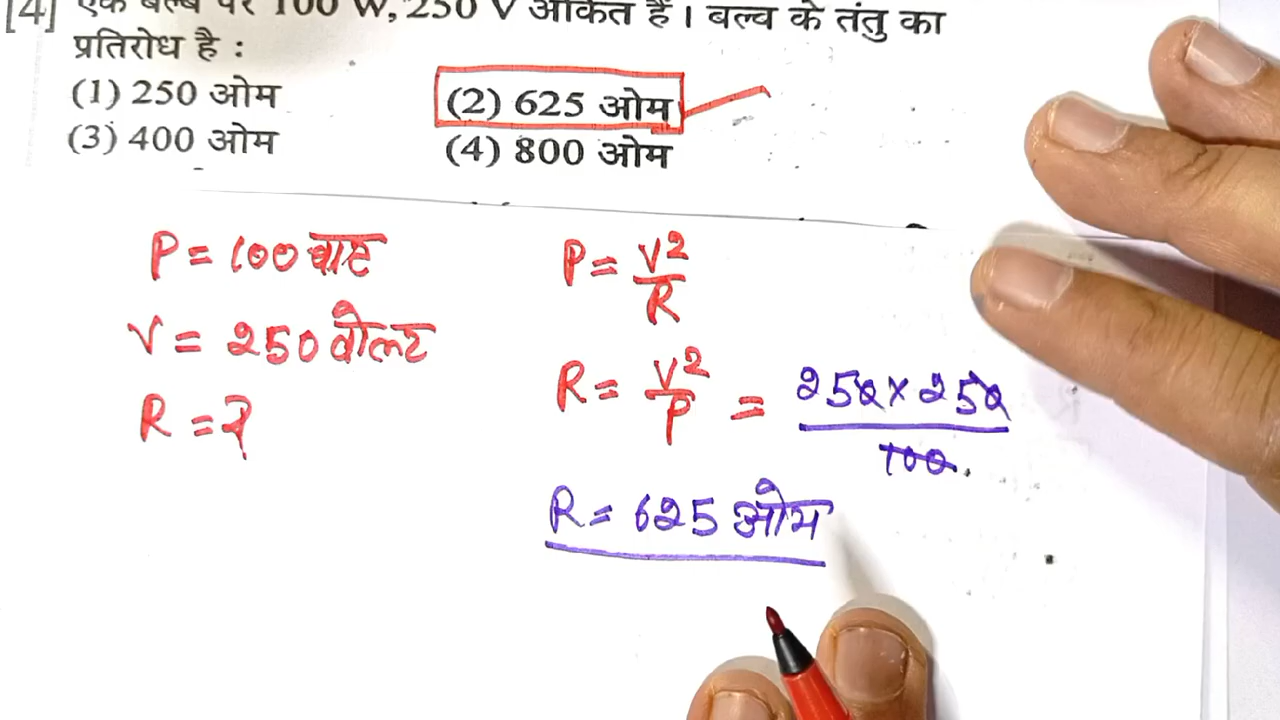 [4] एक बल्ब पर 100 W, 250 V अंकित हैं। बल्व के तंतु का
प्रतिरोध है :
(1) 250 ओम (2) 625 ओम
(3) 400 ओम (4) 800 ओम
P = 100 वाट
V = 250 वोल्ट
R = ?
P = V²/R
R = V²/P = 250 x 250/100
R = 625 ओम